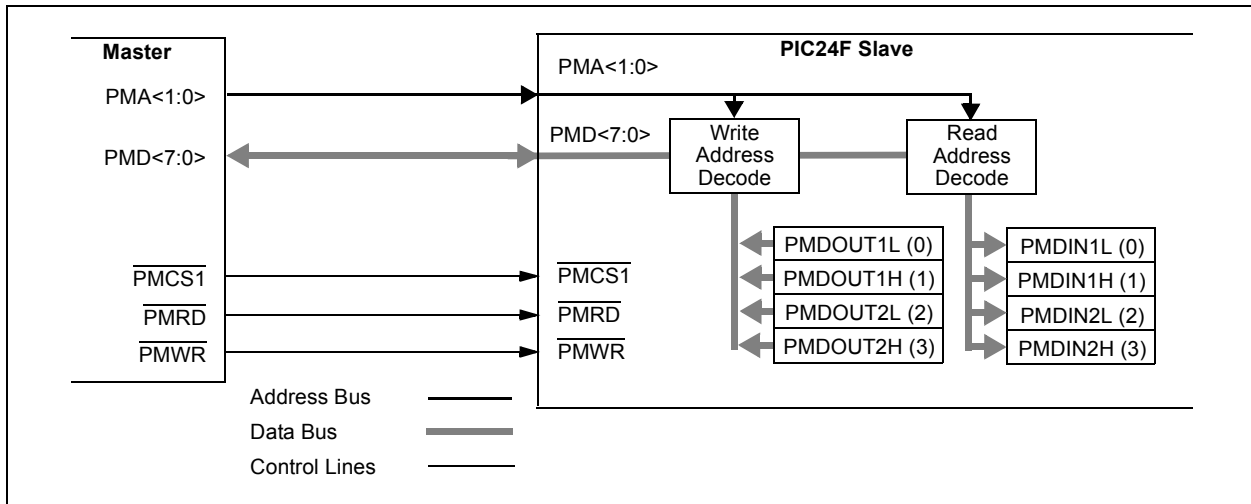 Master
PMA<1:0>
PMD<7:0>
PMCS1
PMRD
PMWR
PIC24F Slave
PMA<1:0>
PMD<7:0>
Write
Address
Decode
Read
Address
Decode
PMCS1
PMRD
PMWR
PMDOUT1L (0)
PMDOUT1H (1)
PMDOUT2L (2)
PMDOUT2H (3)
PMDIN1L (0)
PMDIN1H (1)
PMDIN2L (2)
PMDIN2H (3)
Address Bus
Data Bus
Control Lines